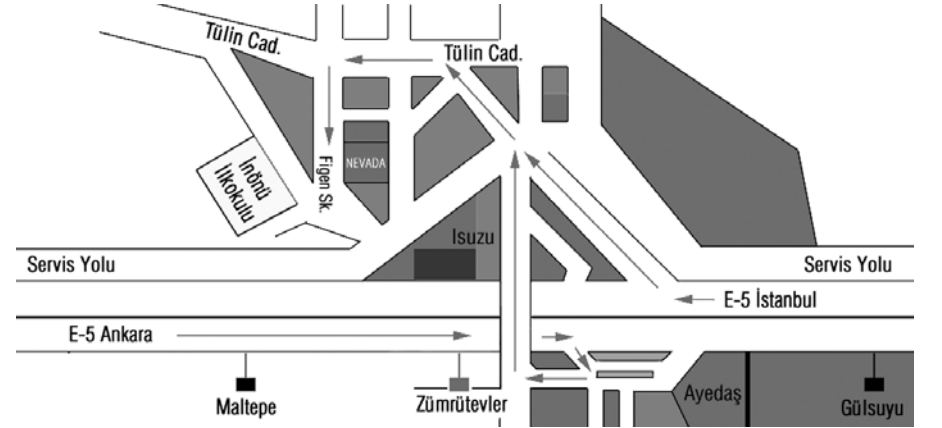 Tülin Cad.
Tülin Cad.
NEVADA
Figen Sk.
İnönü
İlkokulu
Isuzu
Servis Yolu
Servis Yolu
E-5 İstanbul
E-5 Ankara
Maltepe
Zümrütevler
Ayedaş
Gülsuyu